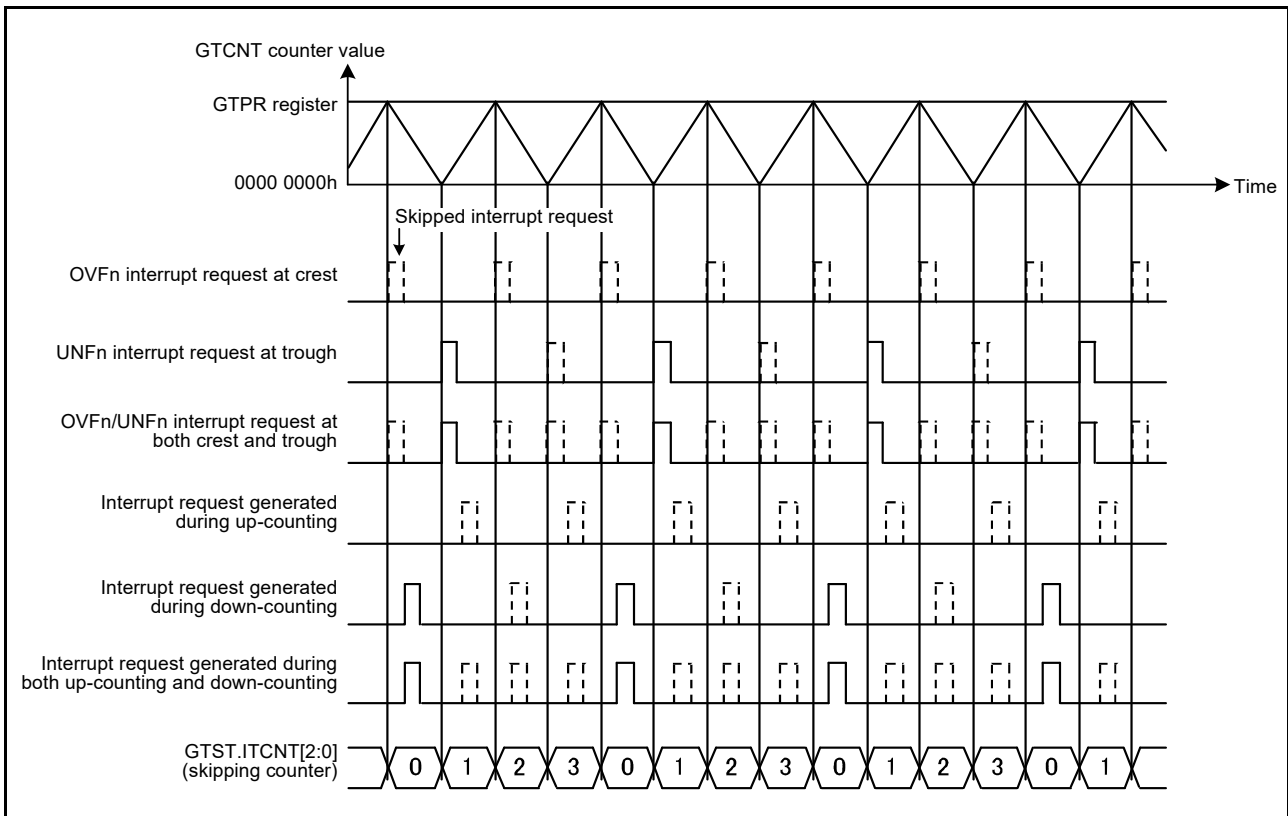 GTCNT counter value
GTPR register
0000 0000h
Time
Skipped interrupt request
OVFn interrupt request at crest
UNFn interrupt request at trough
OVFn/UNFn interrupt request at
both crest and trough
Interrupt request generated
during up-counting
Interrupt request generated
during down-counting
Interrupt request generated during
both up-counting and down-counting
GTST.ITCNT[2:0]
(skipping counter)
0 1 2 3 0 1 2 3 0 1 2 3 0 1